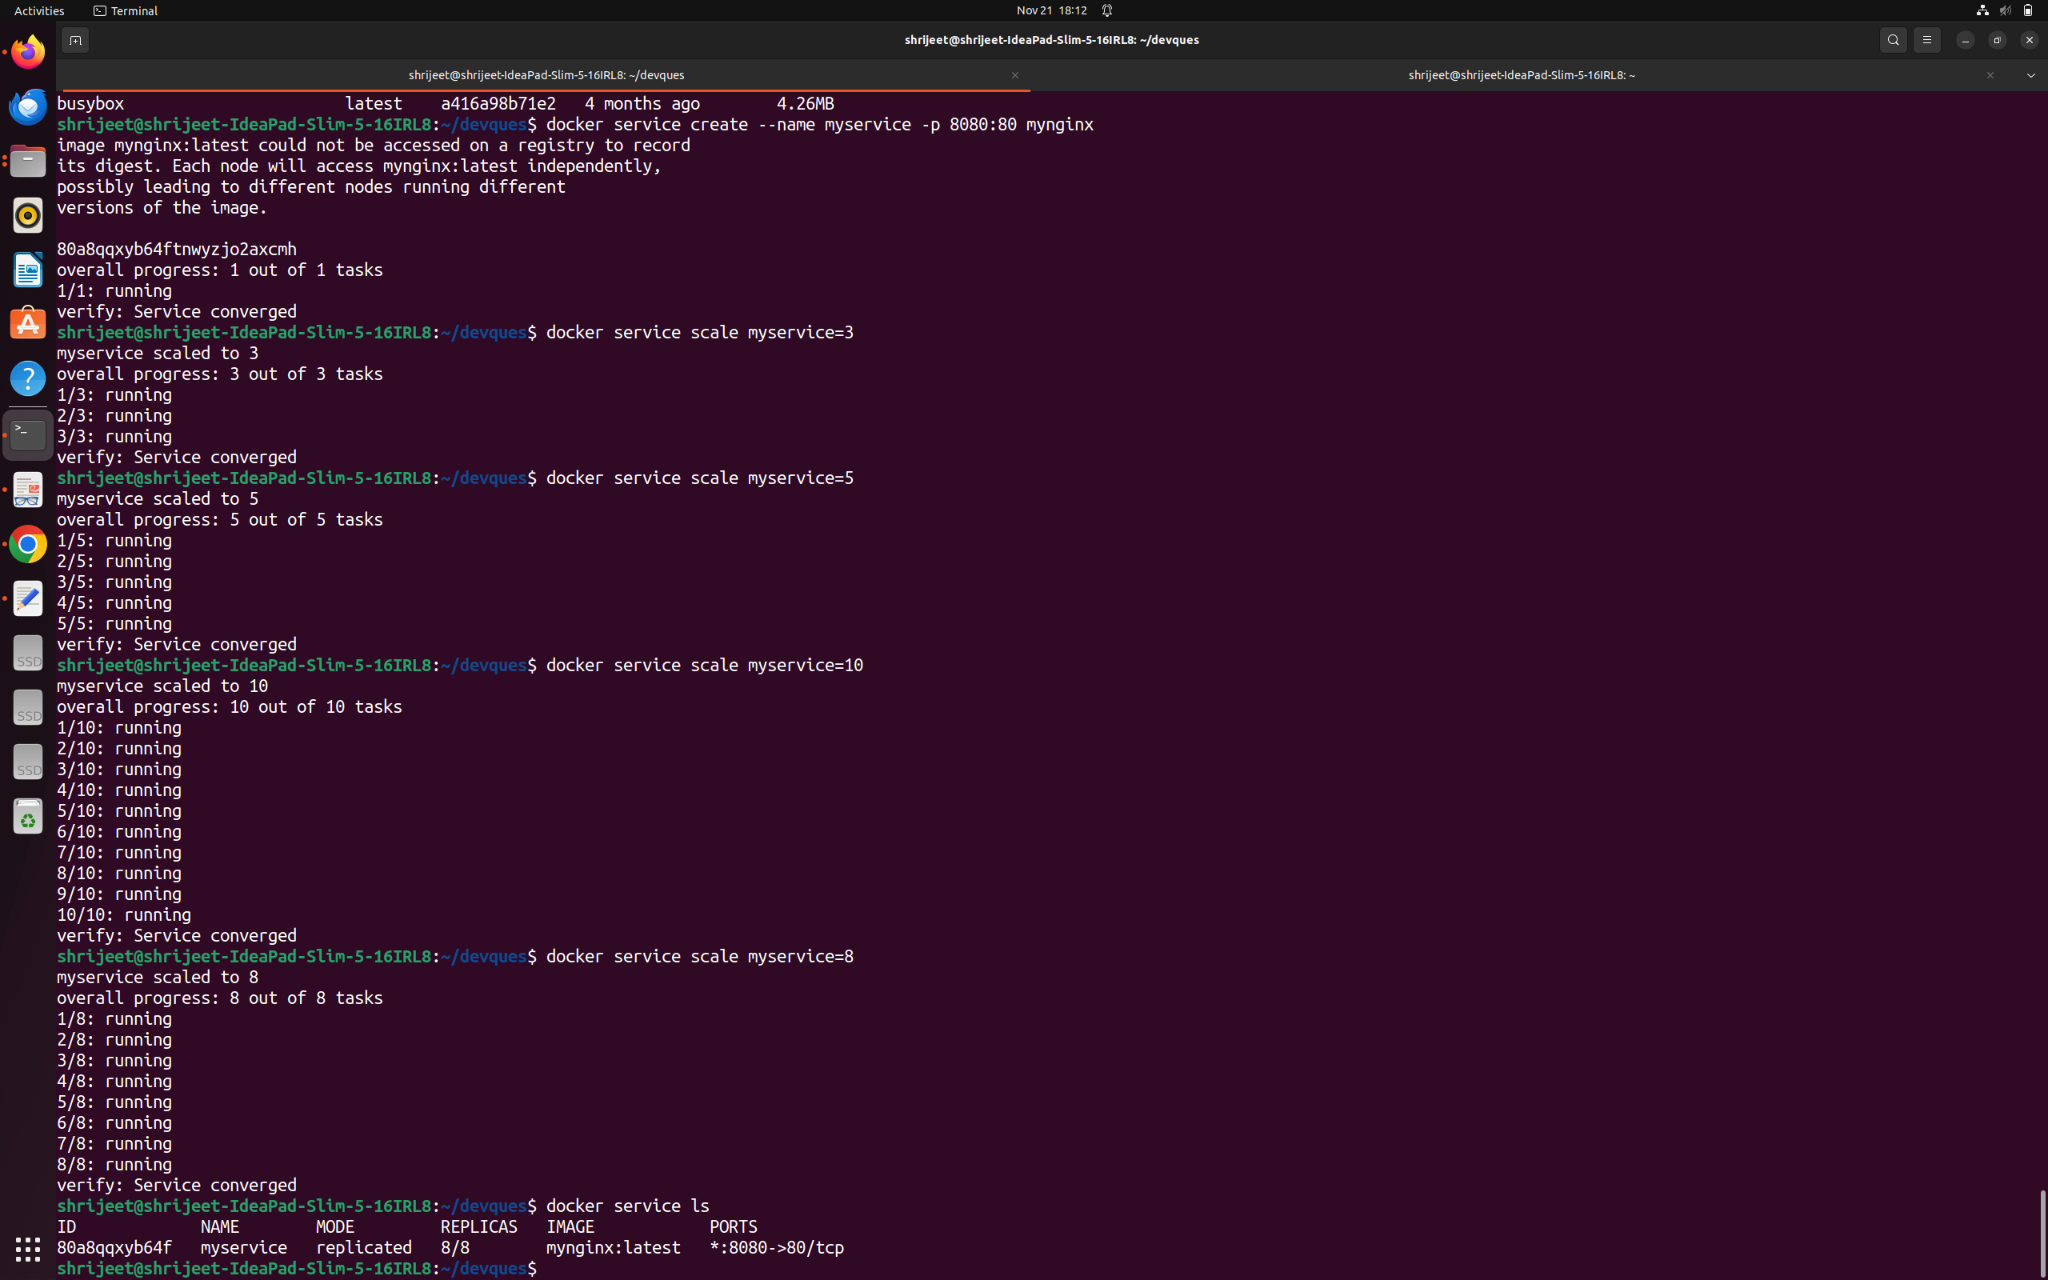 Activities
Terminal
Nov 21 18:12
shrijeet@shrijeet-IdeaPad-Slim-5-16IRL8: ~/devques
shrijeet@shrijeet-IdeaPad-Slim-5-16IRL8: ~/devques
shrijeet@shrijeet-IdeaPad-Slim-5-16IRL8: ~
busybox latest a416a98b71e2 4 months ago 4.26MB
shrijeet@shrijeet-IdeaPad-Slim-5-16IRL8:~/devques$ docker service create --name myservice -p 8080:80 mynginx
image mynginx:latest could not be accessed on a registry to record
its digest. Each node will access mynginx:latest independently,
possibly leading to different nodes running different
versions of the image.
80a8qqxyb64ftnwyzjo2axcmh
overall progress: 1 out of 1 tasks
1/1: running
verify: Service converged
shrijeet@shrijeet-IdeaPad-Slim-5-16IRL8:~/devques$ docker service scale myservice=3
myservice scaled to 3
overall progress: 3 out of 3 tasks
1/3: running
2/3: running
3/3: running
verify: Service converged
shrijeet@shrijeet-IdeaPad-Slim-5-16IRL8:~/devques$ docker service scale myservice=5
myservice scaled to 5
overall progress: 5 out of 5 tasks
1/5: running
2/5: running
3/5: running
4/5: running
5/5: running
verify: Service converged
shrijeet@shrijeet-IdeaPad-Slim-5-16IRL8:~/devques$ docker service scale myservice=10
myservice scaled to 10
overall progress: 10 out of 10 tasks
1/10: running
2/10: running
3/10: running
4/10: running
5/10: running
6/10: running
7/10: running
8/10: running
9/10: running
10/10: running
verify: Service converged
shrijeet@shrijeet-IdeaPad-Slim-5-16IRL8:~/devques$ docker service scale myservice=8
myservice scaled to 8
overall progress: 8 out of 8 tasks
1/8: running
2/8: running
3/8: running
4/8: running
5/8: running
6/8: running
7/8: running
8/8: running
verify: Service converged
shrijeet@shrijeet-IdeaPad-Slim-5-16IRL8:~/devques$ docker service ls
ID NAME MODE REPLICAS IMAGE PORTS
80a8qqxyb64f myservice replicated 8/8 mynginx:latest *:8080->80/tcp
shrijeet@shrijeet-IdeaPad-Slim-5-16IRL8:~/devques$
SSD
SSD
SSD